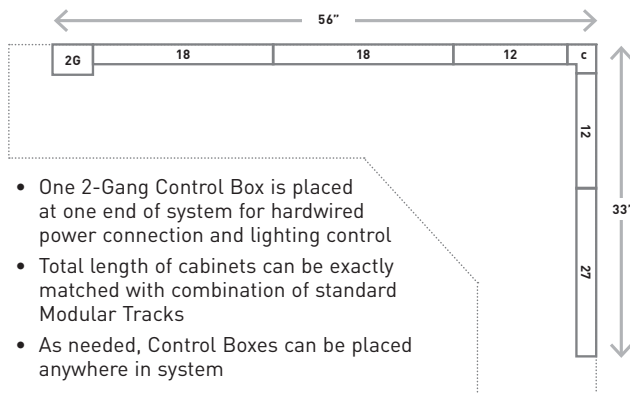 56”
2G
18
18
12
c
12
33”
27
• One 2-Gang Control Box is placed
at one end of system for hardwired
power connection and lighting control
• Total length of cabinets can be exactly
matched with combination of standard
Modular Tracks
• As needed, Control Boxes can be placed
anywhere in system